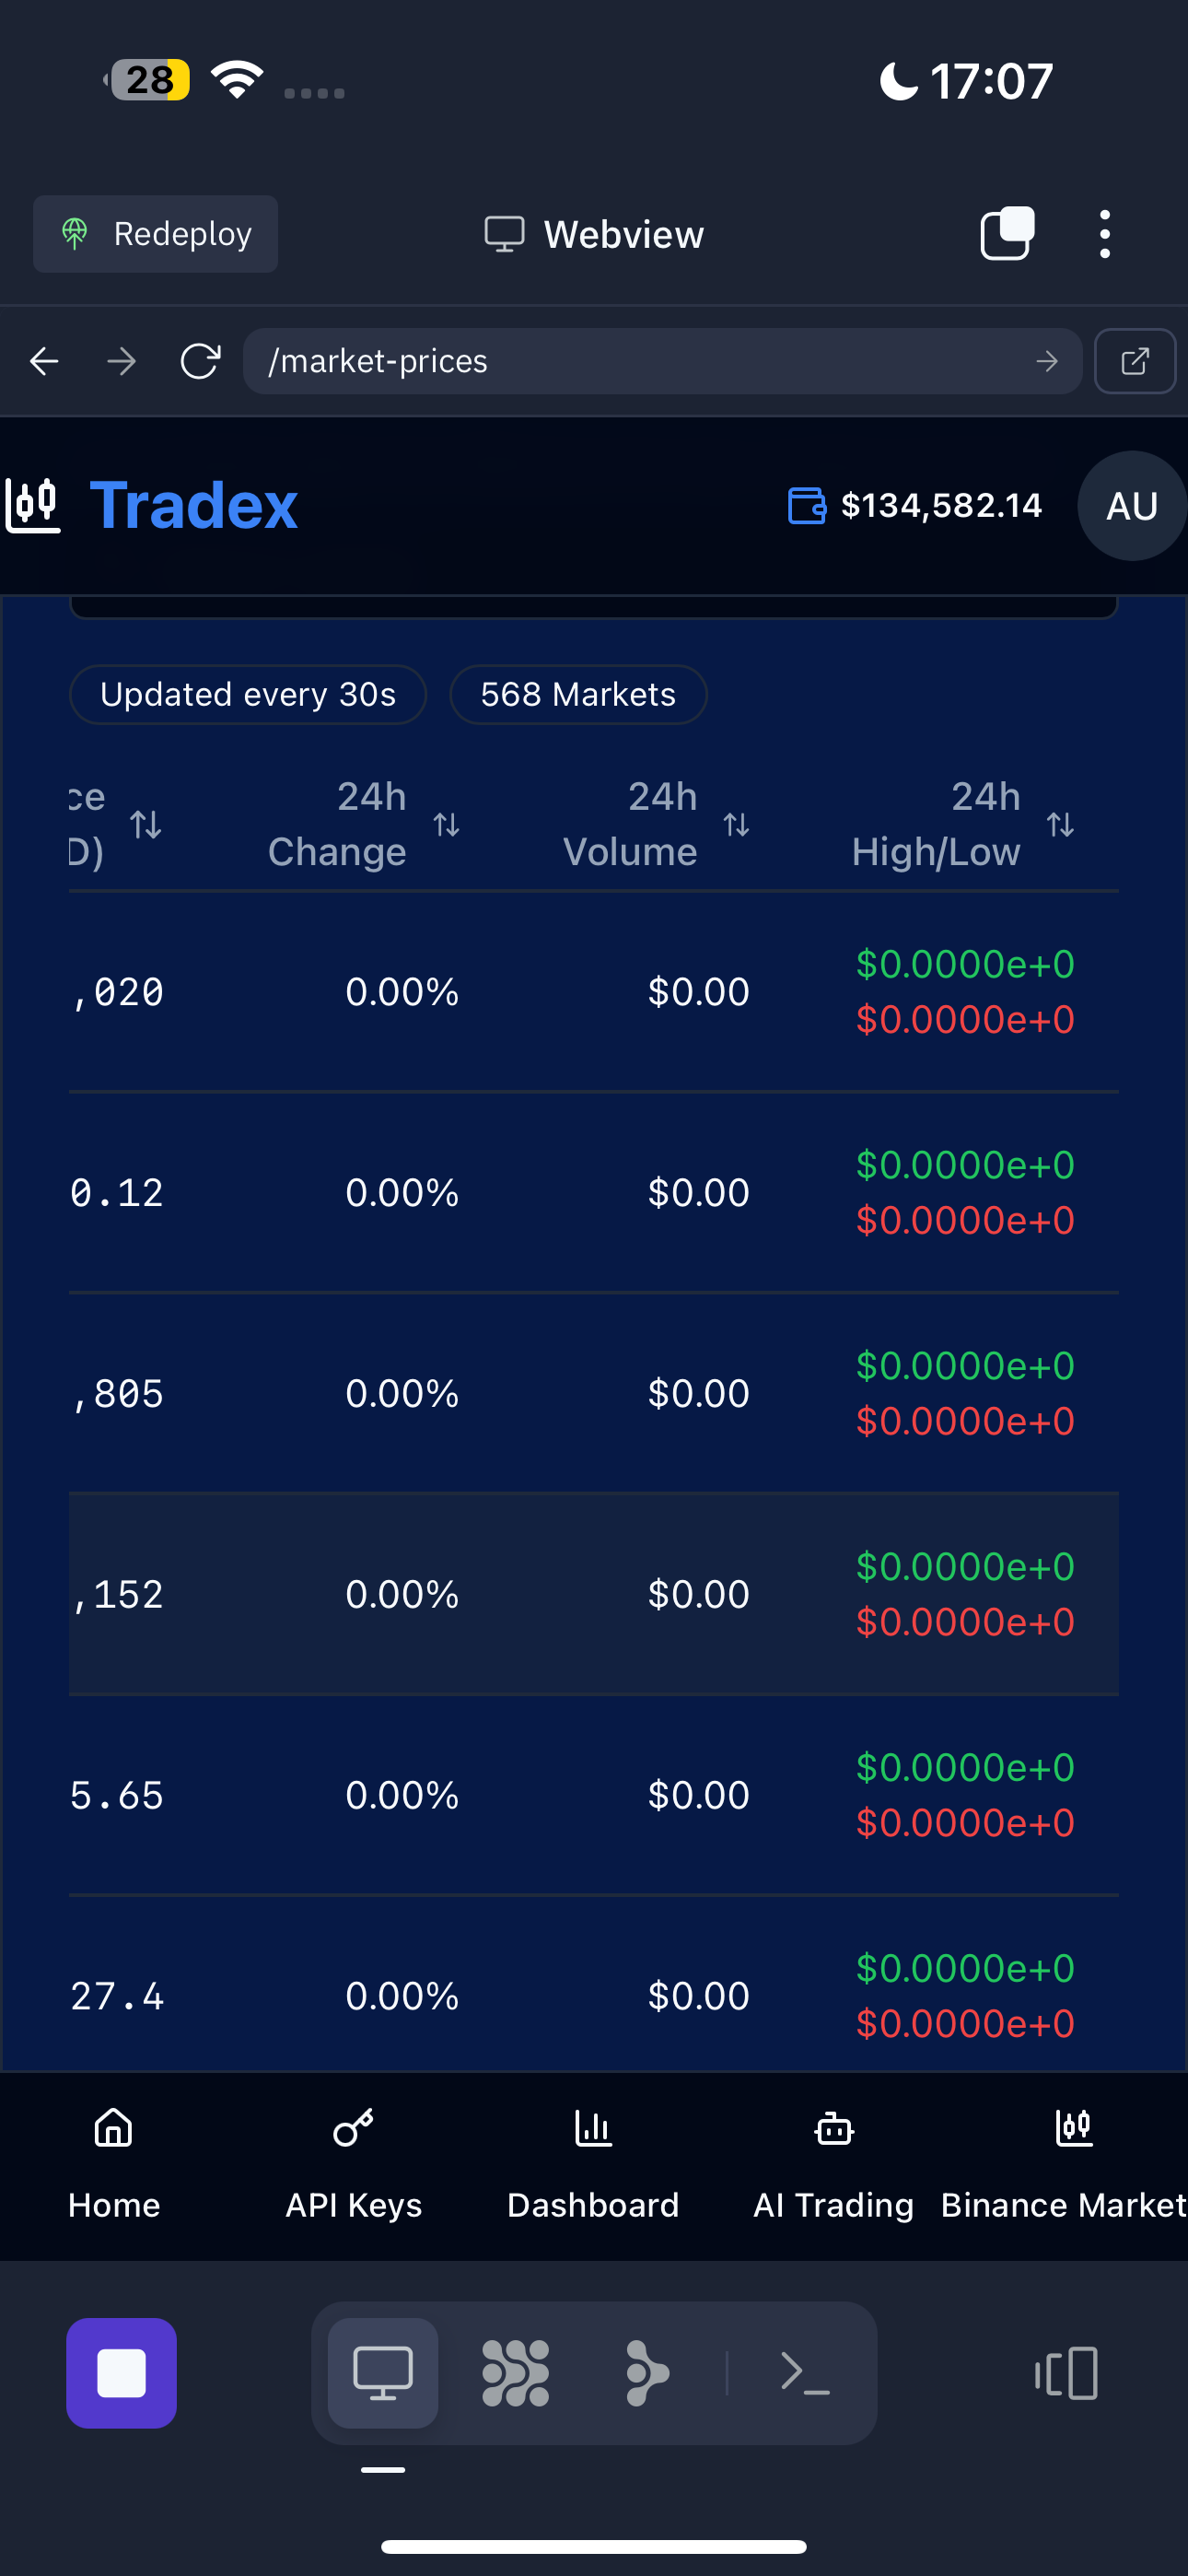 28
17:07
Redeploy
Webview
/market-prices
Tradex
$134,582.14
AU
Updated every 30s
568 Markets
ce
D)
24h
Change
24h
Volume
24h
High/Low
,020 0.00% $0.00 $0.0000e+0
$0.0000e+0
0.12 0.00% $0.00 $0.0000e+0
$0.0000e+0
,805 0.00% $0.00 $0.0000e+0
$0.0000e+0
,152 0.00% $0.00 $0.0000e+0
$0.0000e+0
5.65 0.00% $0.00 $0.0000e+0
$0.0000e+0
27.4 0.00% $0.00 $0.0000e+0
$0.0000e+0
Home API Keys Dashboard AI Trading Binance Market